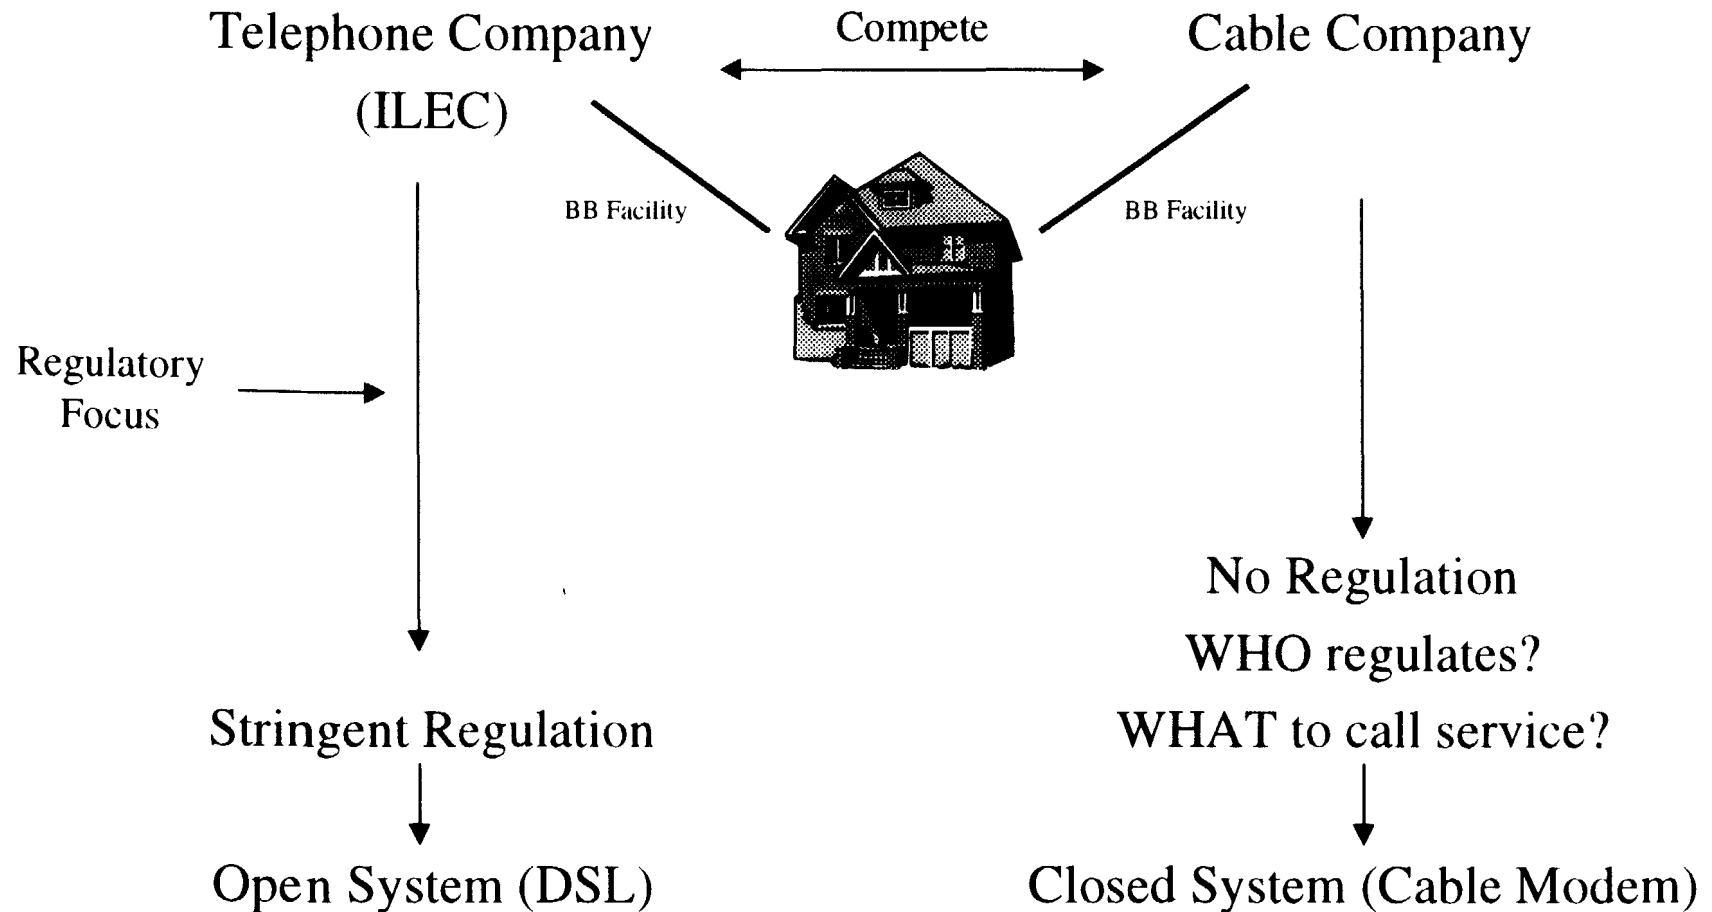 Telephone Company
(ILEC)
Compete
Cable Company
BB Facility
BB Facility
Regulatory
Focus
No Regulation
WHO regulates?
WHAT to call service?
Stringent Regulation
Open System (DSL)
Closed System (Cable Modem)